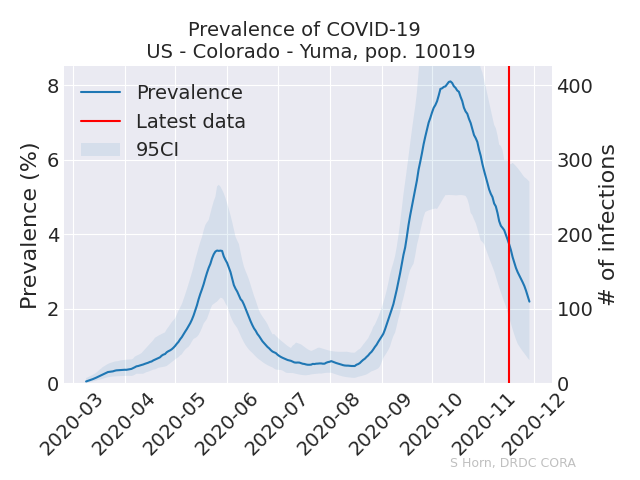 Prevalence of COVID-19
US - Colorado - Yuma, pop. 10019
Prevalence
Latest data
95CI
Prevalence (%)
8
6
4
2
0
# of infections
400
300
200
100
0
2020-03
2020-04
2020-05
2020-06
2020-07
2020-08
2020-09
2020-10
2020-11
2020-12
S Horn, DRDC CORA